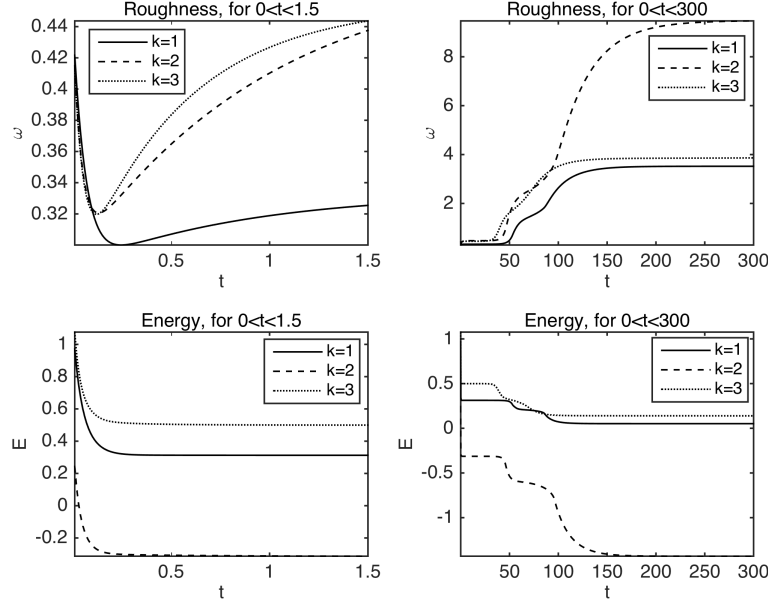 Roughness, for 0<t<1.5
0.44
0.42
0.4
0.38
0.36
0.34
0.32
ω
k=1
k=2
k=3
0.5
1
1.5
t
Roughness, for 0<t<300
8
6
4
2
ω
k=1
k=2
k=3
50
100
150
200
250
300
t
Energy, for 0<t<1.5
1
0.8
0.6
0.4
0.2
0
-0.2
E
k=1
k=2
k=3
0.5
1
1.5
t
Energy, for 0<t<300
1
0.5
0
-0.5
-1
E
k=1
k=2
k=3
50
100
150
200
250
300
t